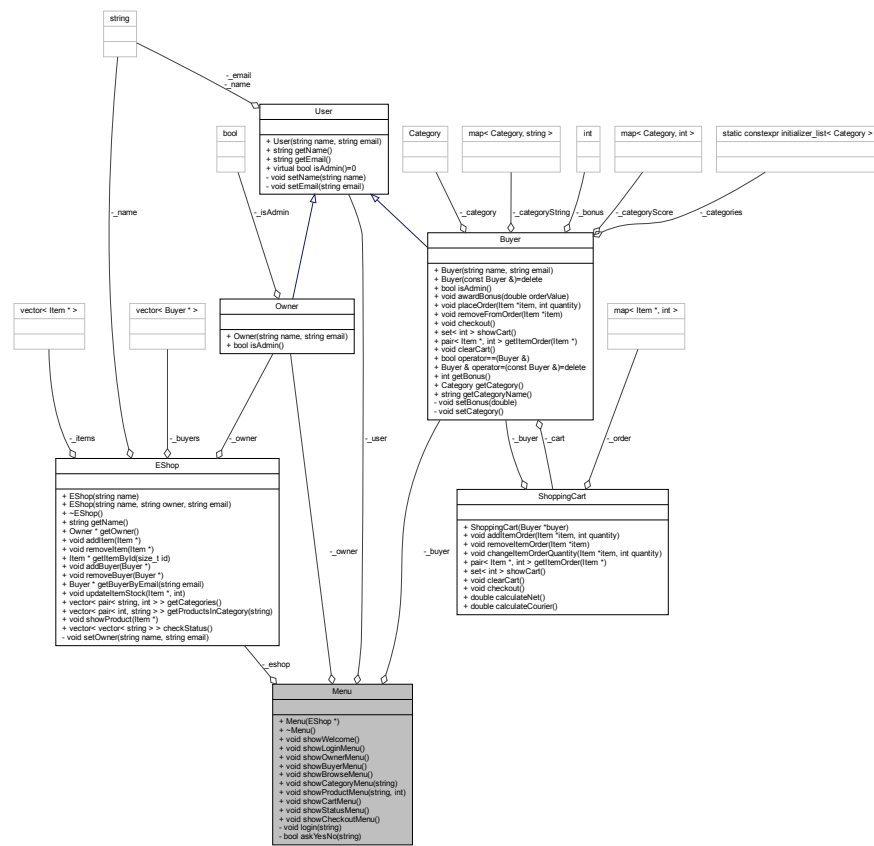 string
-_email
-_name
User
+ User(string name, string email)
+ string getName()
+ string getEmail()
+ virtual bool isAdmin()=0
- void setName(string name)
- void setEmail(string email)
bool
Category
map< Category, string >
int
map< Category, int >
static constexpr initializer_list< Category >
-_name
-_isAdmin
-_category
-_categoryString
-_bonus
-_categoryScore
-_categories
Buyer
+ Buyer(string name, string email)
+ Buyer(const Buyer &)=delete
+ bool isAdmin()
+ void awardBonus(double orderValue)
+ void placeOrder(Item *item, int quantity)
+ void removeFromOrder(Item *item)
+ void checkout()
+ set< int > showCart()
+ pair< Item *, int > getItemOrder(Item *)
+ void clearCart()
+ bool operator==(Buyer &)
+ Buyer & operator=(const Buyer &)=delete
+ int getBonus()
+ Category getCategory()
+ string getCategoryName()
- void setBonus(double)
- void setCategory()
Owner
+ Owner(string name, string email)
+ bool isAdmin()
vector< Item * >
vector< Buyer * >
map< Item *, int >
-_items
-_buyers
-_owner
-_user
-_buyer
-_cart
-_order
EShop
+ EShop(string name)
+ EShop(string name, string owner, string email)
+ ~EShop()
+ string getName()
+ Owner * getOwner()
+ void addItem(Item *)
+ void removeItem(Item *)
+ Item * getItemById(size_t id)
+ void addBuyer(Buyer *)
+ void removeBuyer(Buyer *)
+ Buyer * getBuyerByEmail(string email)
+ void updateItemStock(Item *, int)
+ vector< pair< string, int > > getCategories()
+ vector< pair< int, string > > getProductsInCategory(string)
+ void showProduct(Item *)
+ vector< vector< string > > checkStatus()
- void setOwner(string name, string email)
ShoppingCart
+ ShoppingCart(Buyer *buyer)
+ void addItemOrder(Item *item, int quantity)
+ void removeItemOrder(Item *item)
+ void changeItemOrderQuantity(Item *item, int quantity)
+ pair< Item *, int > getItemOrder(Item *)
+ set< int > showCart()
+ void clearCart()
+ void checkout()
+ double calculateNet()
+ double calculateCourier()
-_owner
-_buyer
-_eshop
Menu
+ Menu(EShop *)
+ ~Menu()
+ void showWelcome()
+ void showLoginMenu()
+ void showOwnerMenu()
+ void showBuyerMenu()
+ void showBrowseMenu()
+ void showCategoryMenu(string)
+ void showProductMenu(string, int)
+ void showCartMenu()
+ void showStatusMenu()
+ void showCheckoutMenu()
- void login(string)
- bool askYesNo(string)